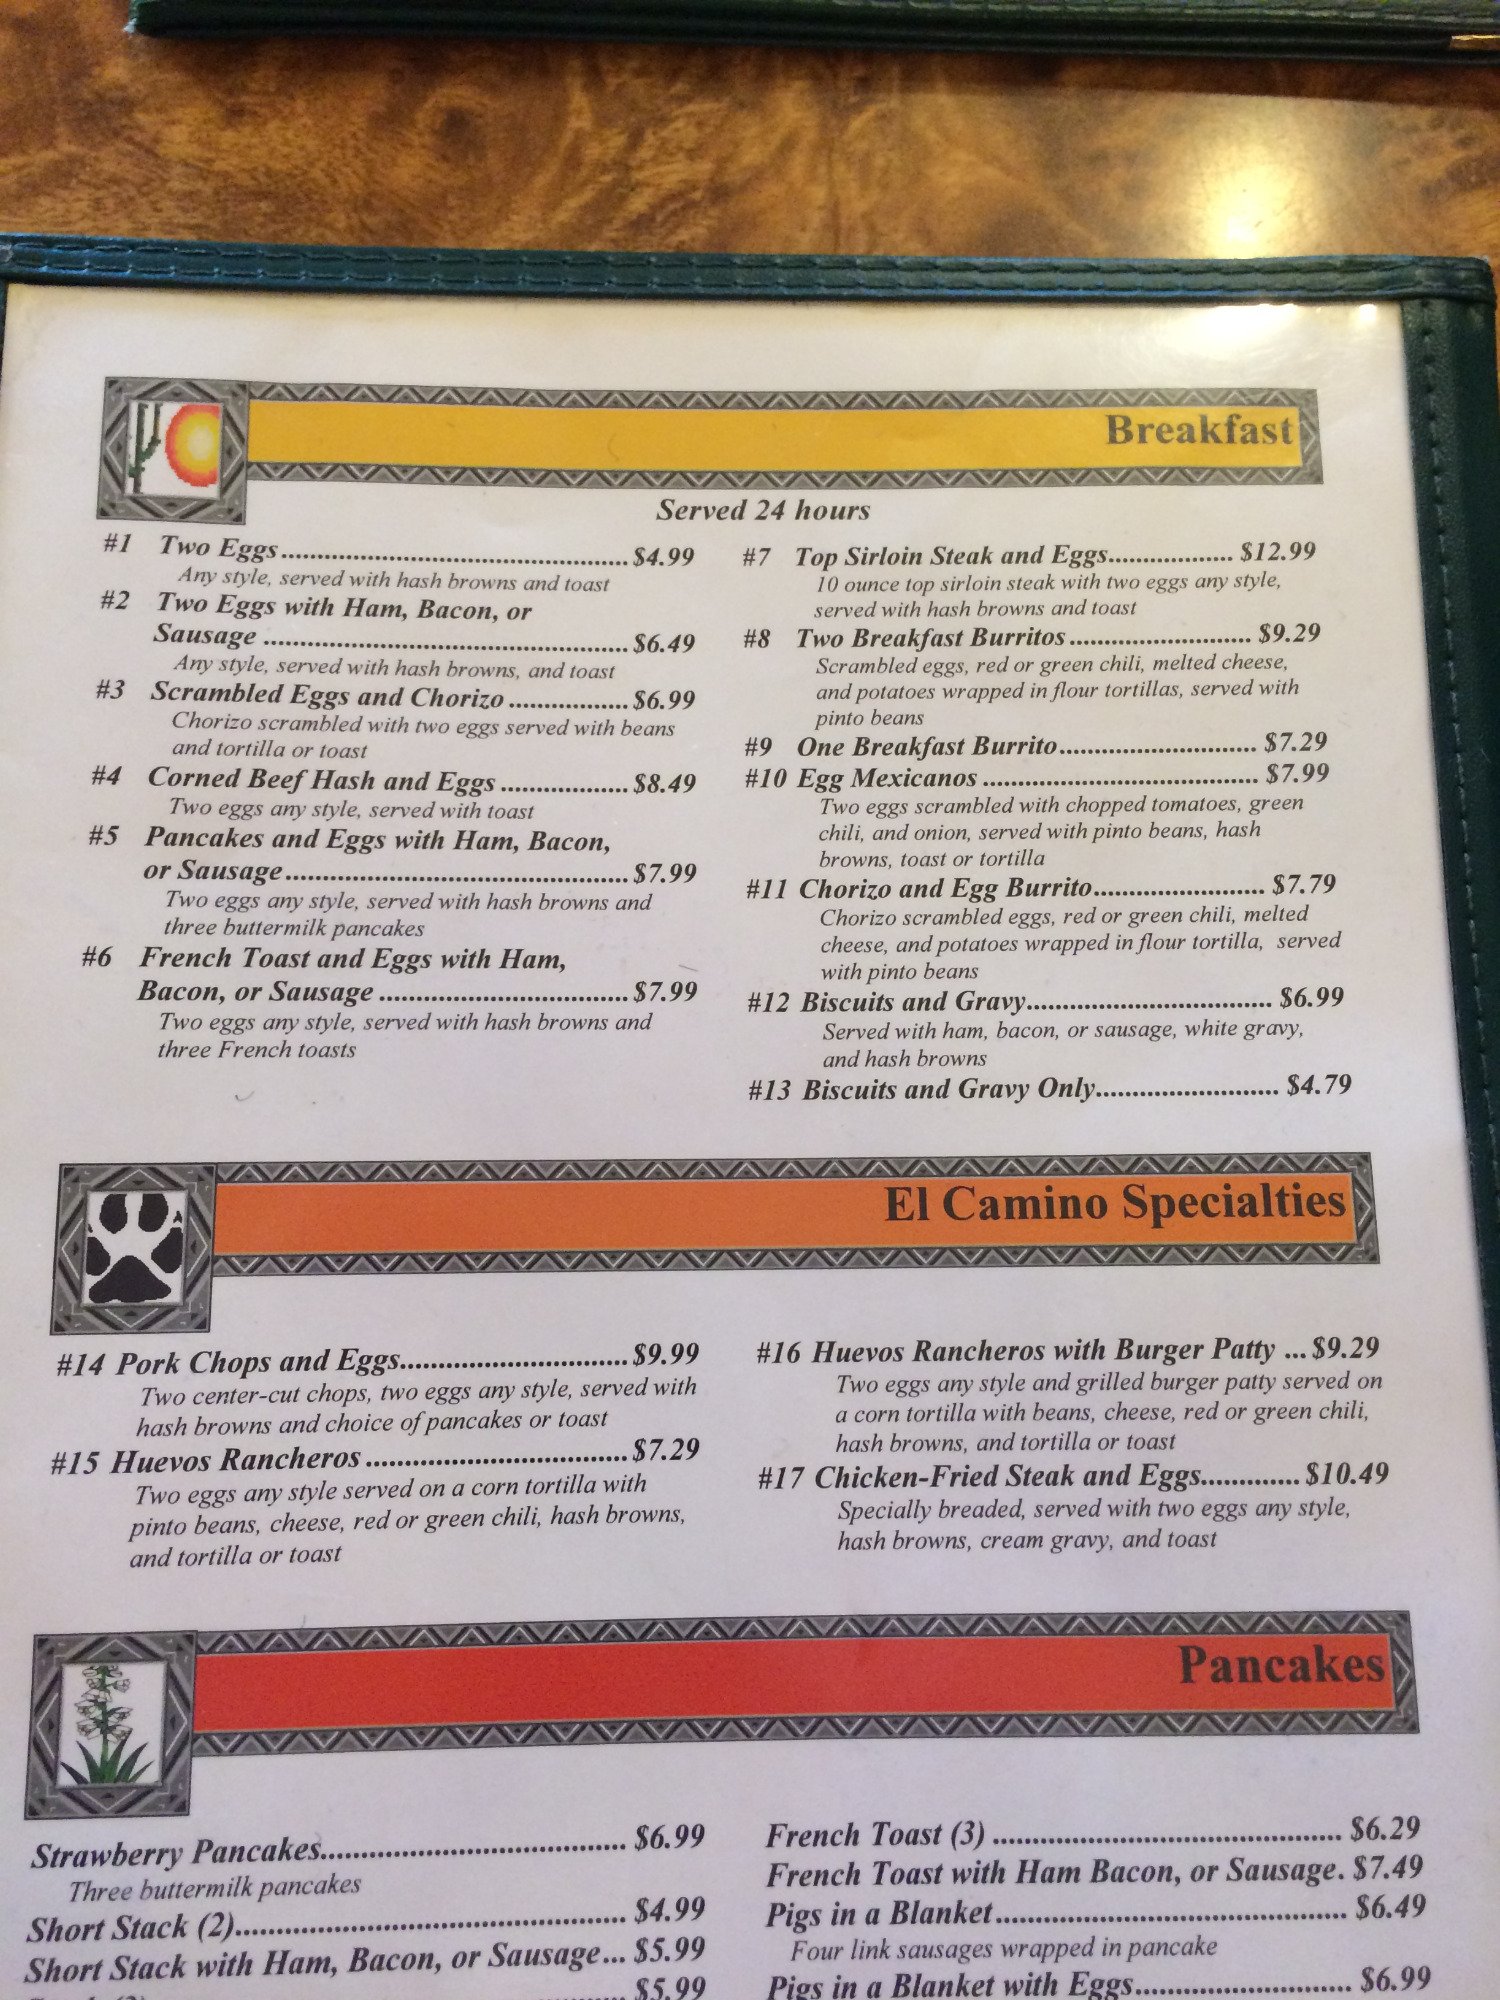 Breakfast
Served 24 hours
#1 Two Eggs................................................ $4.99
Any style, served with hash browns and toast
#2 Two Eggs with Ham, Bacon, or
Sausage .................................................. $6.49
Any style, served with hash browns, and toast
#3 Scrambled Eggs and Chorizo ................. $6.99
Chorizo scrambled with two eggs served with beans
and tortilla or toast
#4 Corned Beef Hash and Eggs .................. $8.49
Two eggs any style, served with toast
#5 Pancakes and Eggs with Ham, Bacon,
or Sausage............................................... $7.99
Two eggs any style, served with hash browns and
three buttermilk pancakes
#6 French Toast and Eggs with Ham,
Bacon, or Sausage .................................. $7.99
Two eggs any style, served with hash browns and
three French toasts
#7 Top Sirloin Steak and Eggs................. $12.99
10 ounce top sirloin steak with two eggs any style,
served with hash browns and toast
#8 Two Breakfast Burritos......................... $9.29
Scrambled eggs, red or green chili, melted cheese,
and potatoes wrapped in flour tortillas, served with
pinto beans
#9 One Breakfast Burrito........................... $7.29
#10 Egg Mexicanos ..................................... $7.99
Two eggs scrambled with chopped tomatoes, green
chili, and onion, served with pinto beans, hash
browns, toast or tortilla
#11 Chorizo and Egg Burrito....................... $7.79
Chorizo scrambled eggs, red or green chili, melted
cheese, and potatoes wrapped in flour tortilla, served
with pinto beans
#12 Biscuits and Gravy................................. $6.99
Served with ham, bacon, or sausage, white gravy,
and hash browns
#13 Biscuits and Gravy Only......................... $4.79
El Camino Specialties
#14 Pork Chops and Eggs.............................. $9.99
Two center-cut chops, two eggs any style, served with
hash browns and choice of pancakes or toast
#15 Huevos Rancheros .................................. $7.29
Two eggs any style served on a corn tortilla with
pinto beans, cheese, red or green chili, hash browns,
and tortilla or toast
#16 Huevos Rancheros with Burger Patty ... $9.29
Two eggs any style and grilled burger patty served on
a corn tortilla with beans, cheese, red or green chili,
hash browns, and tortilla or toast
#17 Chicken-Fried Steak and Eggs............. $10.49
Specially breaded, served with two eggs any style,
hash browns, cream gravy, and toast
Pancakes
Strawberry Pancakes....................................... $6.99
Three buttermilk pancakes
Short Stack (2).................................................. $4.99
Short Stack with Ham, Bacon, or Sausage... $5.99
$5.99
French Toast (3) ............................................. $6.29
French Toast with Ham Bacon, or Sausage. $7.49
Pigs in a Blanket............................................. $6.49
Four link sausages wrapped in pancake
Pigs in a Blanket with Eggs............................ $6.99